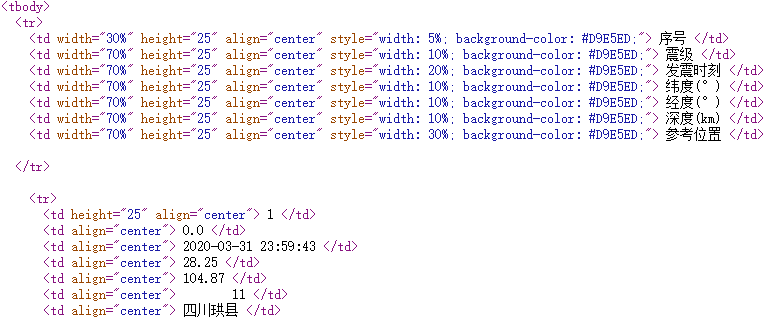 <tbody>
<tr>
<td width="30%" height="25" align="center" style="width: 5%; background-color: #D9E5ED;"> 序号 </td>
<td width="70%" height="25" align="center" style="width: 10%; background-color: #D9E5ED;"> 震级 </td>
<td width="70%" height="25" align="center" style="width: 20%; background-color: #D9E5ED;"> 发震时刻 </td>
<td width="70%" height="25" align="center" style="width: 10%; background-color: #D9E5ED;"> 纬度(°) </td>
<td width="70%" height="25" align="center" style="width: 10%; background-color: #D9E5ED;"> 经度(°) </td>
<td width="70%" height="25" align="center" style="width: 10%; background-color: #D9E5ED;"> 深度(km) </td>
<td width="70%" height="25" align="center" style="width: 30%; background-color: #D9E5ED;"> 参考位置 </td>
</tr>
<tr>
<td height="25" align="center"> 1 </td>
<td align="center"> 0.0 </td>
<td align="center"> 2020-03-31 23:59:43 </td>
<td align="center"> 28.25 </td>
<td align="center"> 104.87 </td>
<td align="center"> 11 </td>
<td align="center"> 四川珙县 </td>